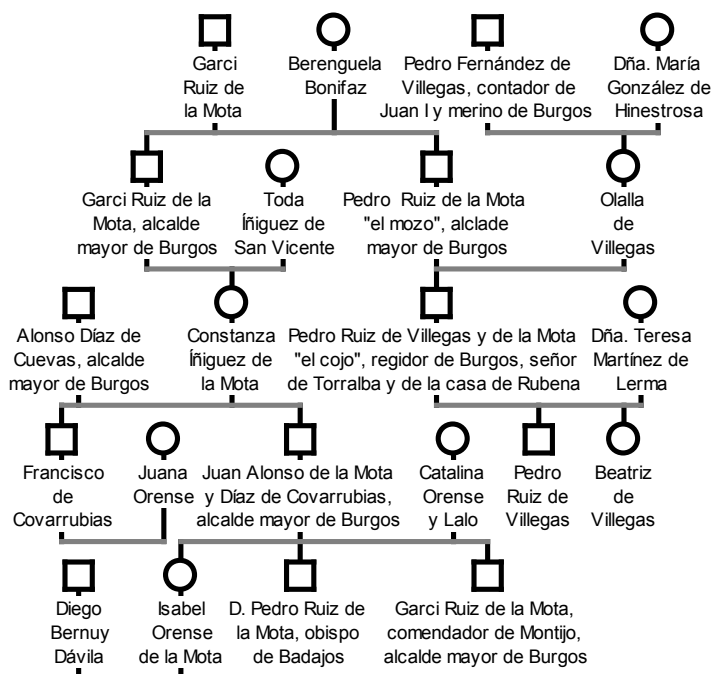 Garci
Ruiz de
la Mota
Berenguela
Bonifaz
Pedro Fernández de
Villegas, contador de
Juan I y merino de Burgos
Dña. María
González de
Hinestrosa
Garci Ruiz de la
Mota, alcalde
mayor de Burgos
Toda
Íñiguez de
San Vicente
Pedro Ruiz de la Mota
"el mozo", alclade
mayor de Burgos
Olalla
de
Villegas
Alonso Díaz de
Cuevas, alcalde
mayor de Burgos
Constanza
Íñiguez de
la Mota
Pedro Ruiz de Villegas y de la Mota
"el cojo", regidor de Burgos, señor
de Torralba y de la casa de Rubena
Dña. Teresa
Martínez de
Lerma
Francisco
de
Covarrubias
Juana
Orense
Juan Alonso de la Mota
y Díaz de Covarrubias,
alcalde mayor de Burgos
Catalina
Orense
y Lalo
Pedro
Ruiz de
Villegas
Beatriz
de
Villegas
Diego
Bernuy
Dávila
Isabel
Orense
de la Mota
D. Pedro Ruiz de
la Mota, obispo
de Badajos
Garci Ruiz de la Mota,
comendador de Montijo,
alcalde mayor de Burgos